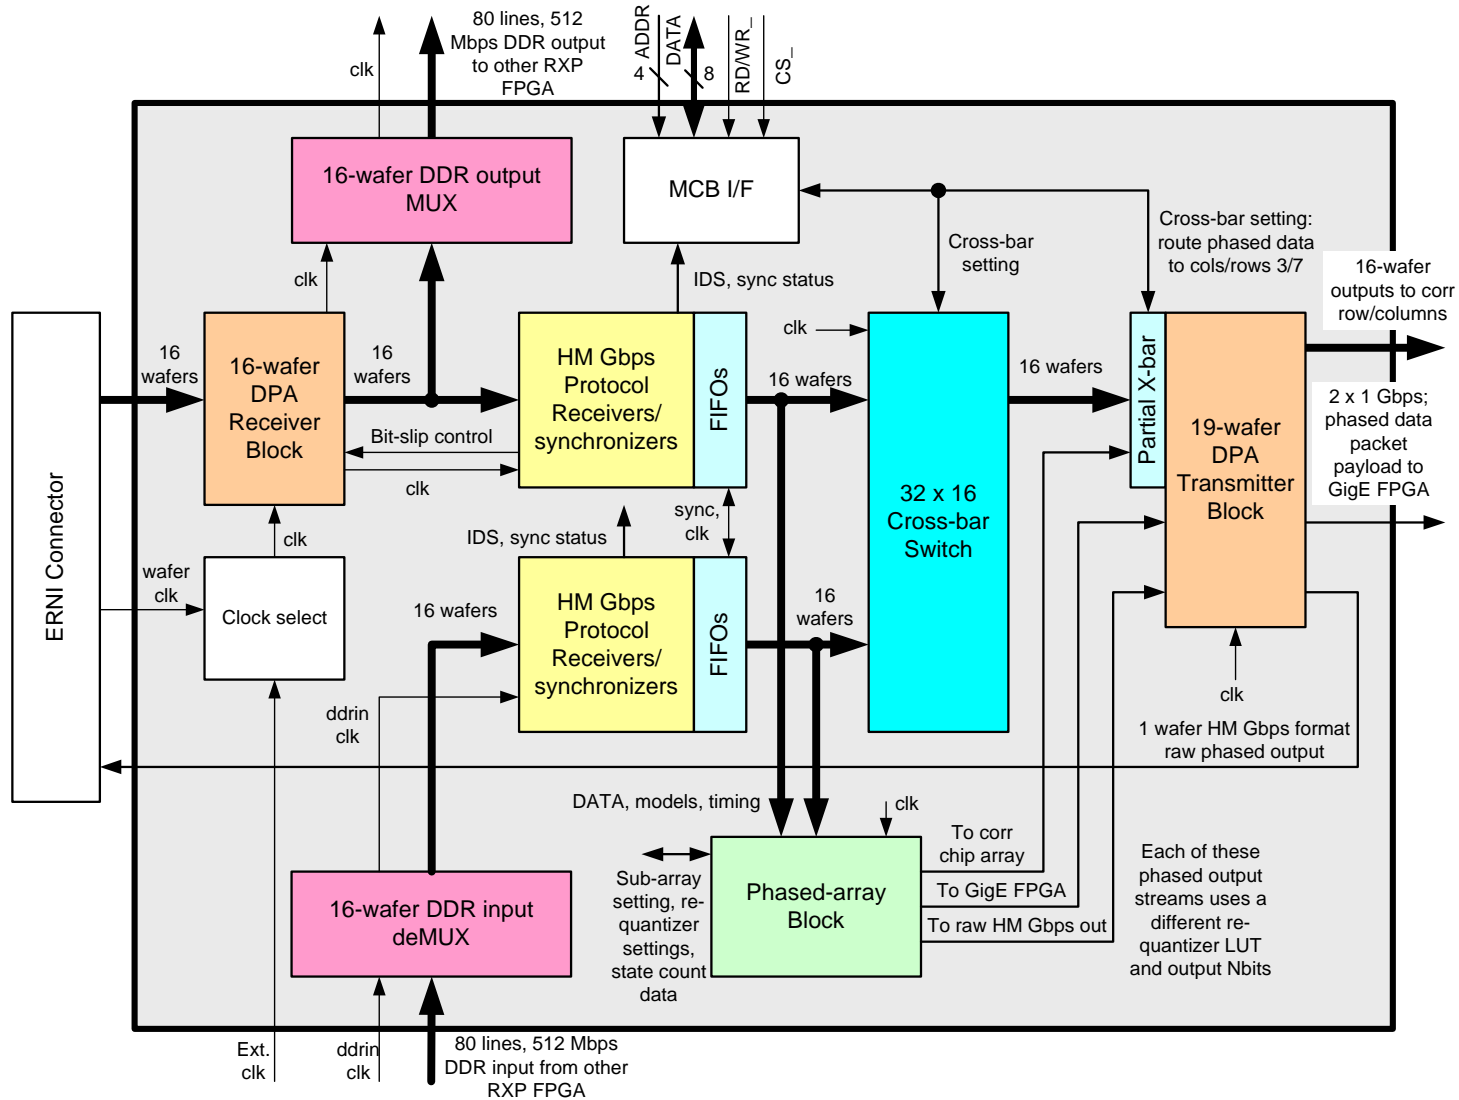 80 lines, 512
Mbps DDR output
to other RXP
FPGA
clk
ADDR
DATA
4
8
RD/WR_
CS_
16-wafer DDR output
MUX
MCB I/F
clk
IDS, sync status
Cross-bar
setting
Cross-bar setting:
route phased data
to cols/rows 3/7
16-wafer
outputs to corr
row/columns
ERNI Connector
16
wafers
16-wafer
DPA
Receiver
Block
16
wafers
HM Gbps
Protocol
Receivers/
synchronizers
FIFOs
clk
16 wafers
32 x 16
Cross-bar
Switch
16 wafers
Partial X-bar
19-wafer
DPA
Transmitter
Block
2 x 1 Gbps;
phased data
packet
payload to
GigE FPGA
Bit-slip control
clk
clk
IDS, sync status
sync,
clk
wafer
clk
Clock select
16 wafers
HM Gbps
Protocol
Receivers/
synchronizers
FIFOs
16
wafers
ddrin
clk
clk
1 wafer HM Gbps format
raw phased output
DATA, models, timing
clk
16-wafer DDR input
deMUX
Sub-array
setting, re-
quantizer
settings,
state count
data
Phased-array
Block
To corr
chip array
To GigE FPGA
To raw HM Gbps out
Each of these
phased output
streams uses a
different re-
quantizer LUT
and output Nbits
Ext.
clk
ddrin
clk
80 lines, 512 Mbps
DDR input from other
RXP FPGA